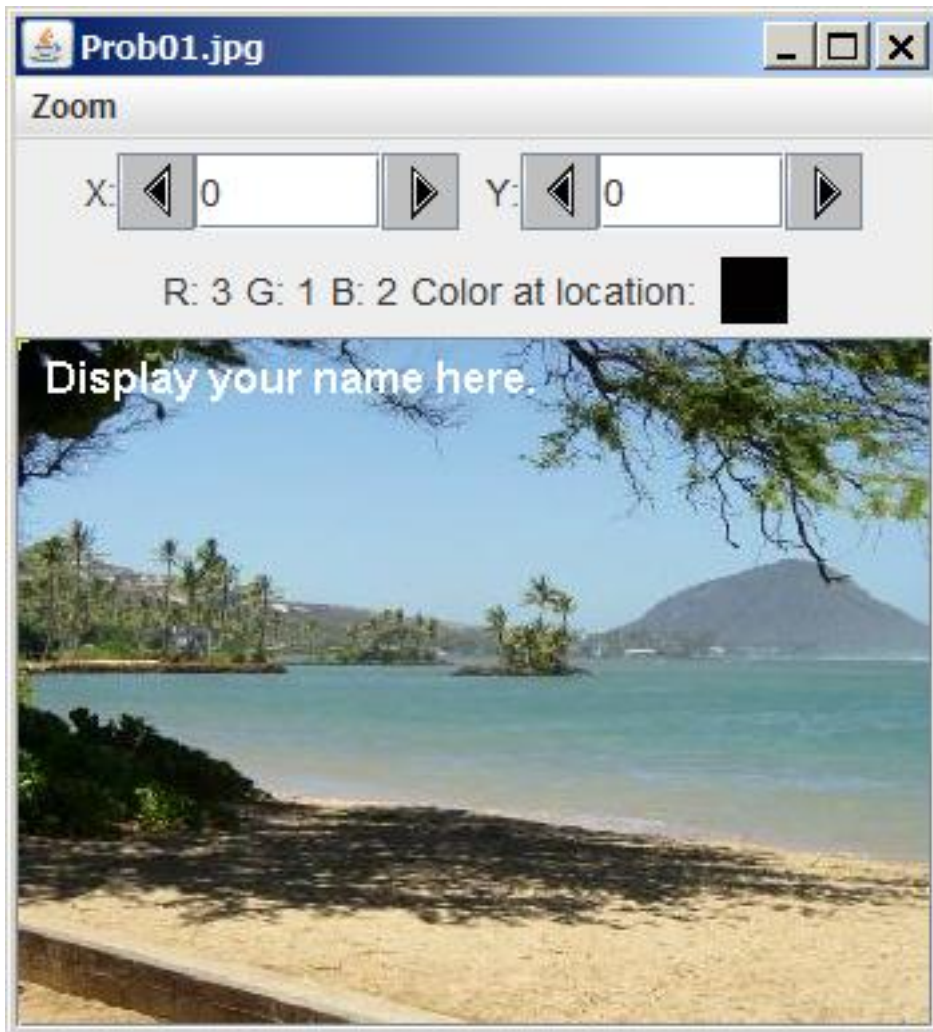 Prob01.jpg
Zoom
X: 0 Y: 0
R: 3 G: 1 B: 2 Color at location:
Display your name here.